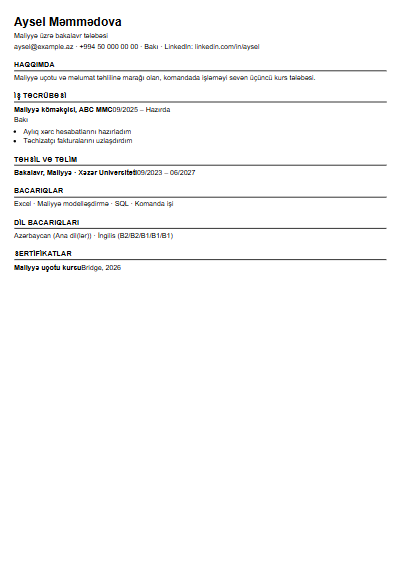 Aysel Məmmədova
Maliyyə üzrə bakalavr tələbəsi
aysel@example.az · +994 50 000 00 00 · Bakı · LinkedIn: linkedin.com/in/aysel
HAQQIMDA
Maliyyə uçotu və məlumat təhlilinə marağı olan, komandada işləməyi sevən üçüncü kurs tələbəsi.
İŞ TƏCRÜBƏSİ
Maliyyə köməkçisi, ABC MMC09/2025 – Hazırda
Bakı
• Aylıq xərc hesabatlarını hazırladım
• Təchizatçı fakturalarını uzlaşdırdım
TƏHSİL VƏ TƏLİM
Bakalavr, Maliyyə · Xəzər Universiteti09/2023 – 06/2027
BACARIQLAR
Excel · Maliyyə modelləşdirmə · SQL · Komanda işi
DİL BACARIQLARI
Azərbaycan (Ana dil(lər)) · İngilis (B2/B2/B1/B1/B1)
SERTİFİKATLAR
Maliyyə uçotu kursuBridge, 2026